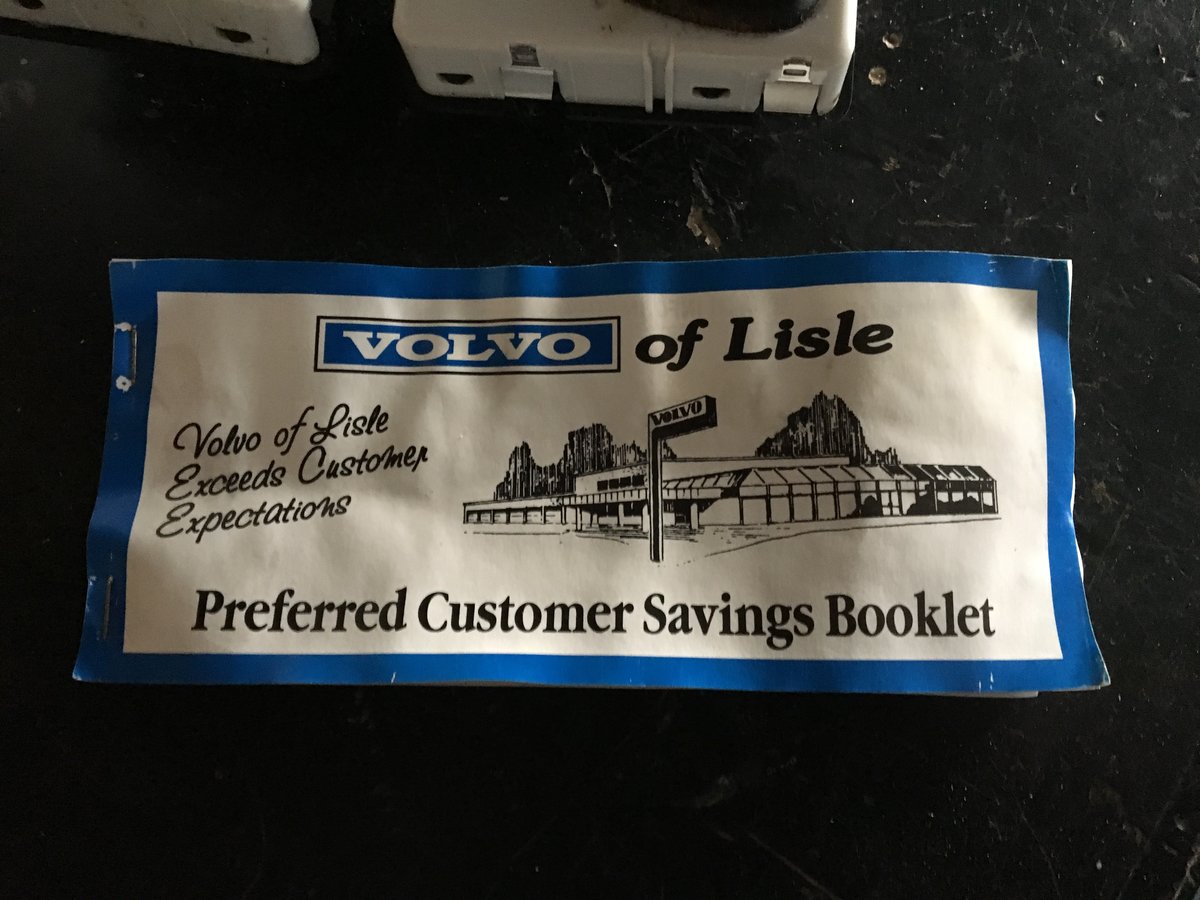 VOLVO of Lisle
Volvo of Lisle
Exceeds Customer
Expectations
VOLVO
Preferred Customer Savings Booklet